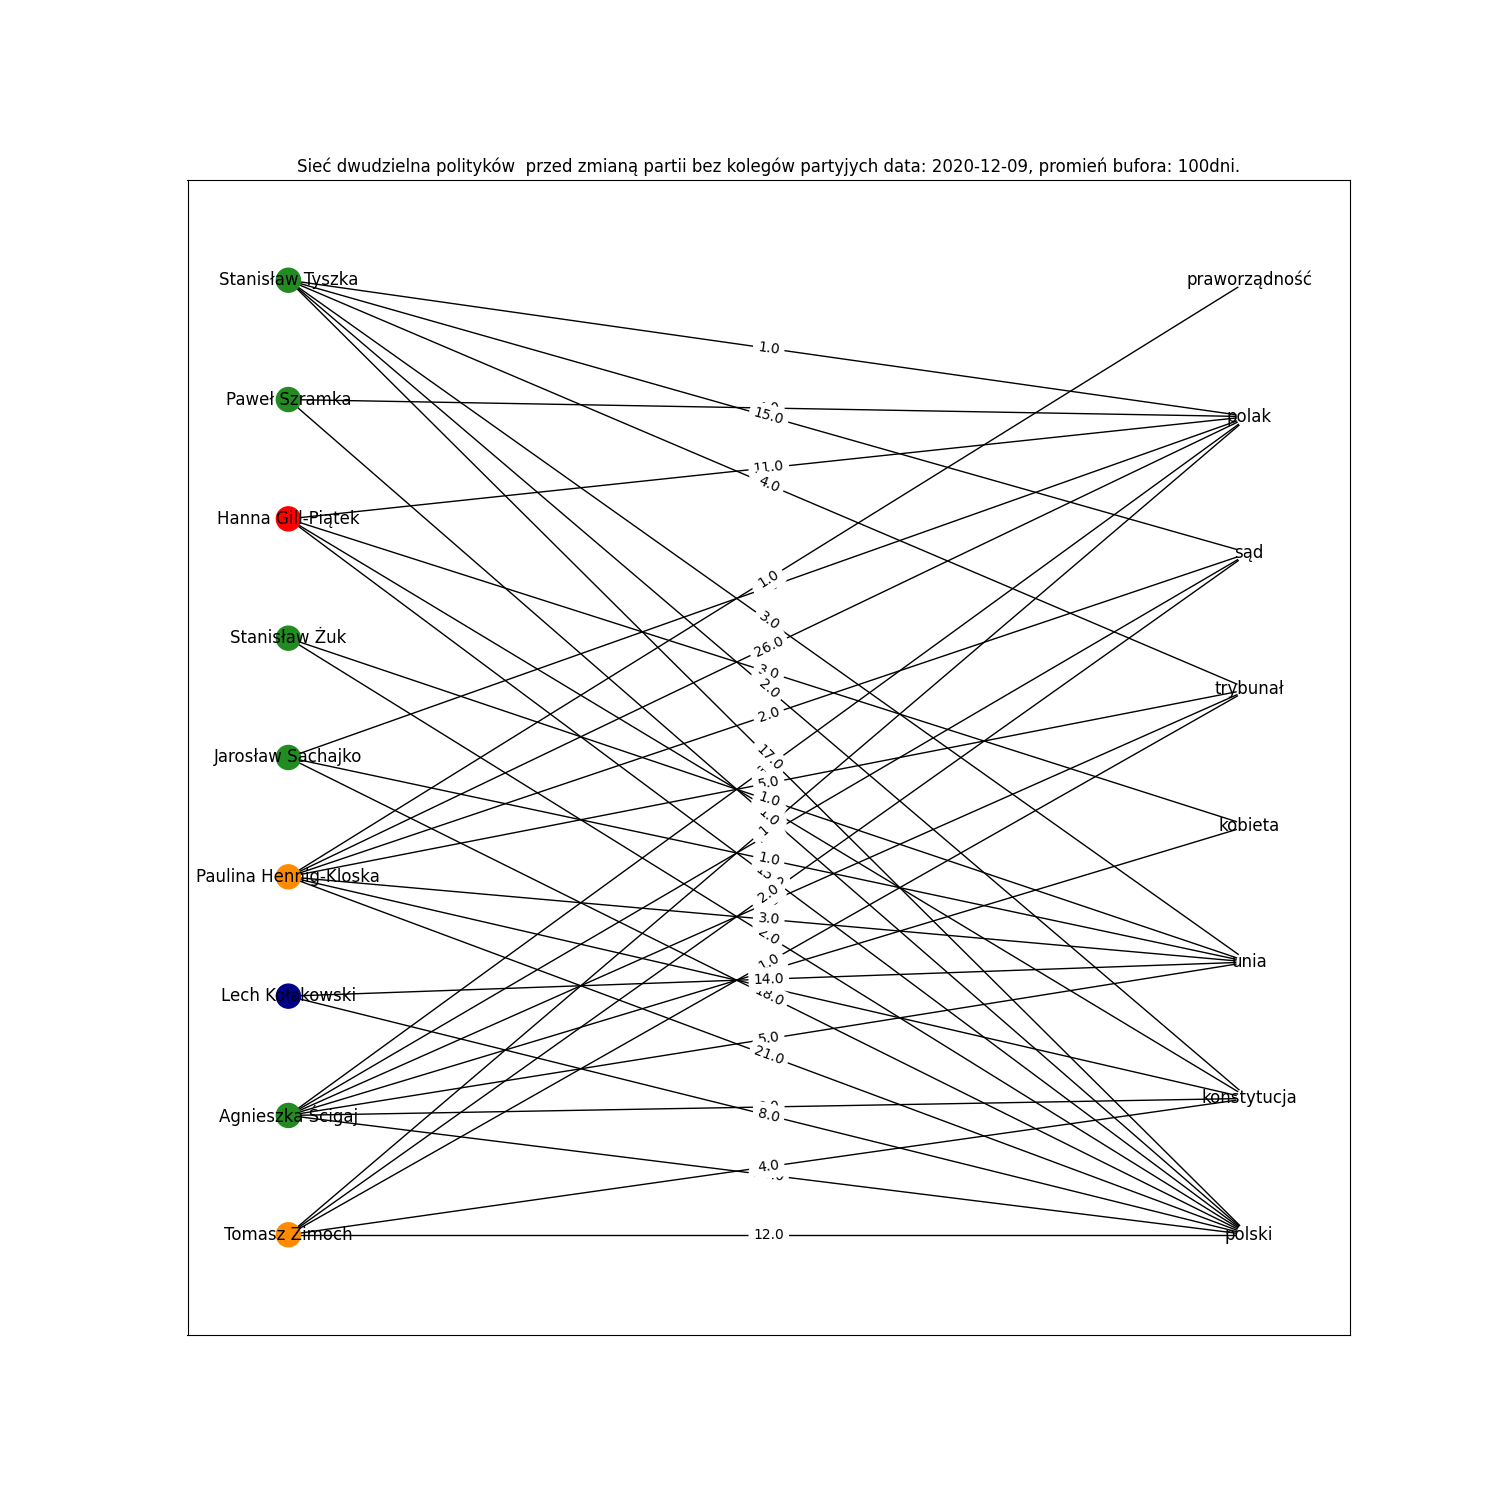 Sieć dwudzielna polityków  przed zmianą partii bez kolegów partyjych data: 2020-12-09, promień bufora: 100dni.
Stanisław Tyszka
praworządność
1.0
Paweł Szramka
15.0
polak
11.0
4.0
Hanna Gill-Piątek
sąd
1.0
3.0
Stanisław Żuk
26.0
3.0
2.0
trybunał
2.0
Jarosław Sachajko
17.0
5.0
1.0
kobieta
1.0
Paulina Hennig-Kloska
2.0
3.0
2.0
1.0
unia
14.0
Lech Kołakowski
18.0
5.0
21.0
konstytucja
8.0
Agnieszka Ścigaj
4.0
Tomasz Zimoch
12.0
polski